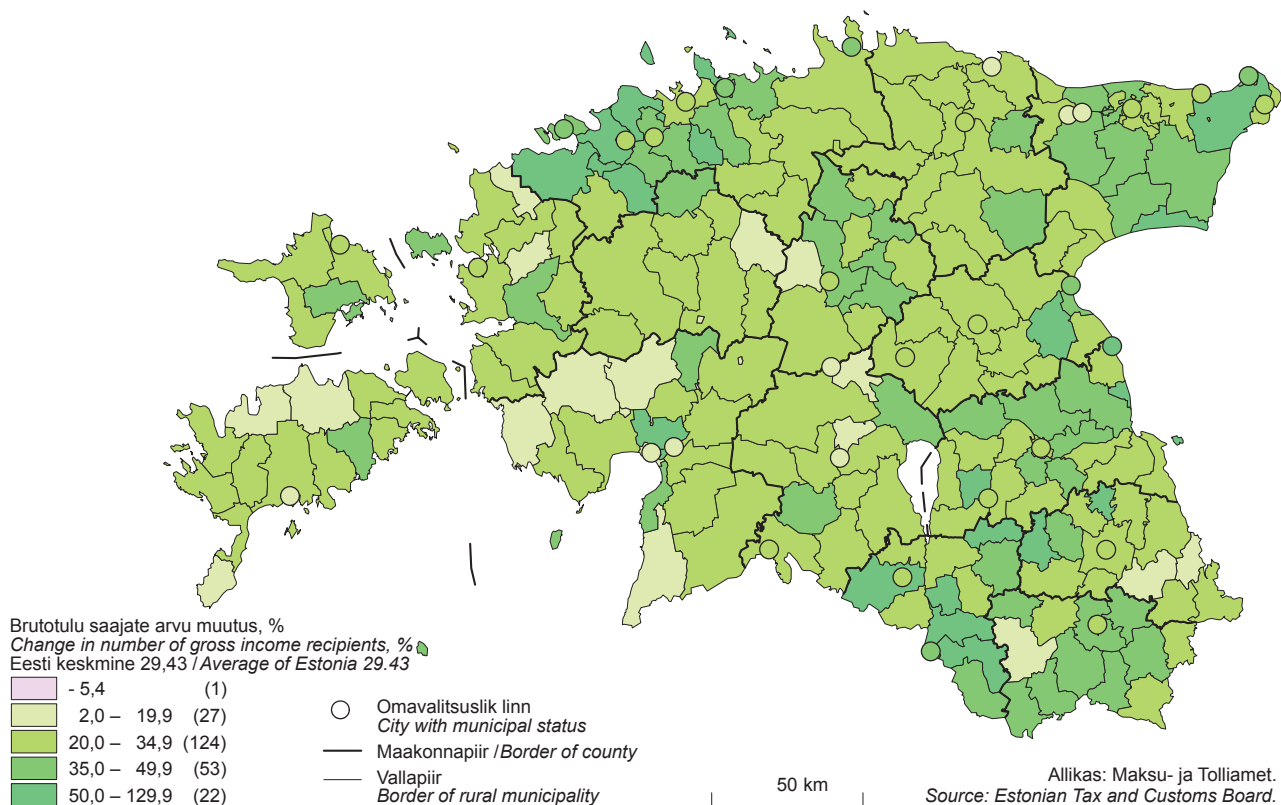 Brutotulu saajate arvu muutus, %
Change in number of gross income recipients, %
Eesti keskmine 29,43 / Average of Estonia 29.43
- 5,4 (1)
2,0 – 19,9 (27)
20,0 – 34,9 (124)
35,0 – 49,9 (53)
50,0 – 129,9 (22)
Omavalitsuslik linn
City with municipal status
Maakonnapiir / Border of county
Vallapiir
Border of rural municipality
50 km
Allikas: Maksu- ja Tolliamet.
Source: Estonian Tax and Customs Board.